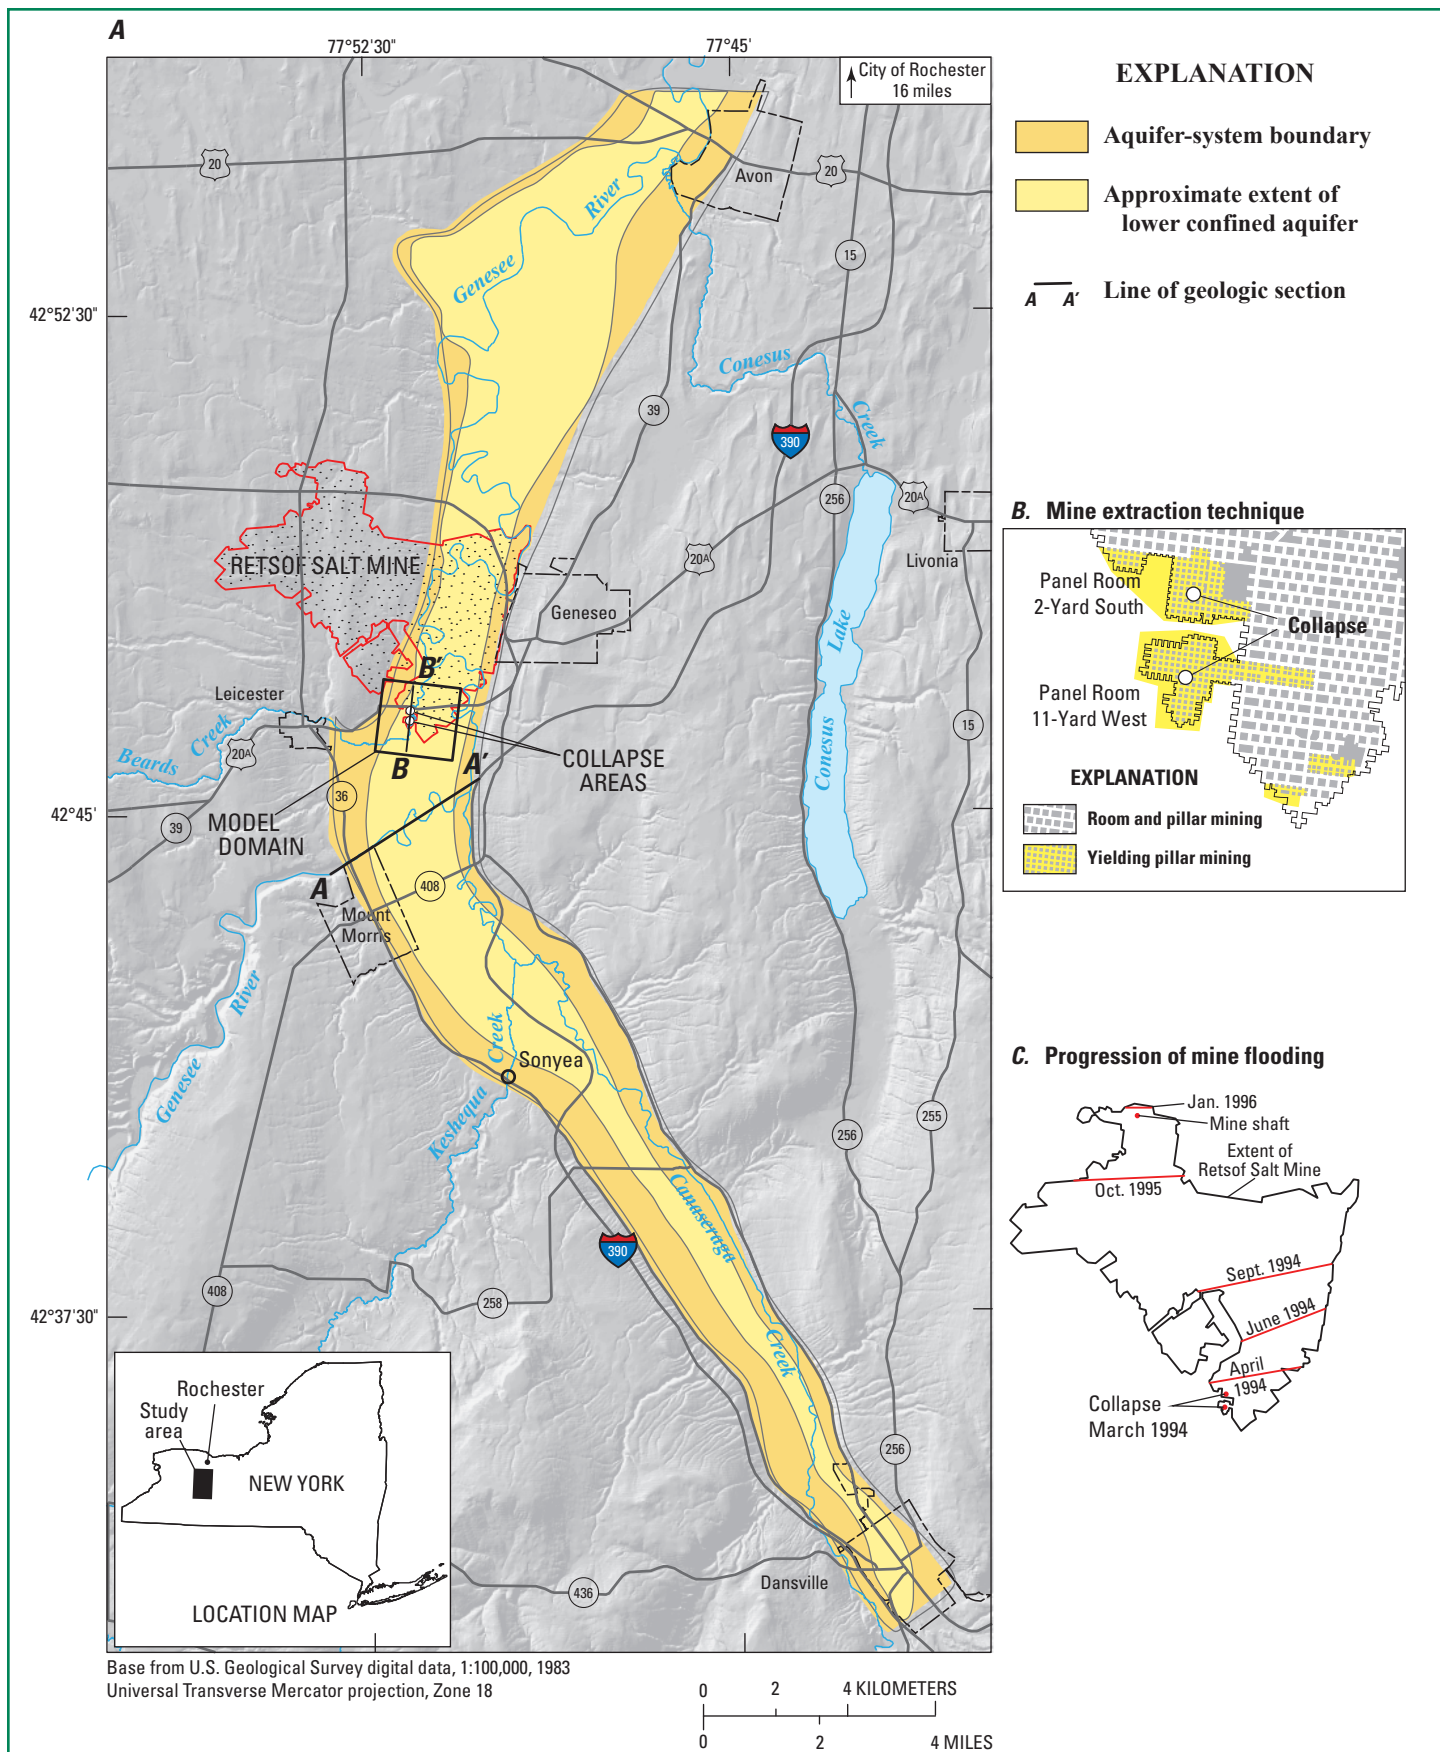 A
77°52'30"
77°45'
City of Rochester
16 miles
20
Avon
20
River
Genesee
15
42°52'30"
Conesus
Creek
39
390
256
20A
Livonia
RETSOF SALT MINE
20A
Geneseo
B'
Leicester
Lake
Beards Creek
20A
B
A'
COLLAPSE
AREAS
15
Conesus
36
42°45'
39
MODEL
DOMAIN
A
408
Mount
Morris
Genesee River
Creek
Sonyea
Keshequa
256
255
Canaseraga
390
408
258
42°37'30"
Creek
256
Rochester
Study
area
NEW YORK
LOCATION MAP
436
Dansville
Base from U.S. Geological Survey digital data, 1:100,000, 1983
Universal Transverse Mercator projection, Zone 18
0 2 4 KILOMETERS
0 2 4 MILES
EXPLANATION
Aquifer-system boundary
Approximate extent of
lower confined aquifer
A A' Line of geologic section
B. Mine extraction technique
Panel Room
2-Yard South
Collapse
Panel Room
11-Yard West
EXPLANATION
Room and pillar mining
Yielding pillar mining
C. Progression of mine flooding
Jan. 1996
Mine shaft
Extent of
Retsof Salt Mine
Oct. 1995
Sept. 1994
June 1994
April
1994
Collapse
March 1994